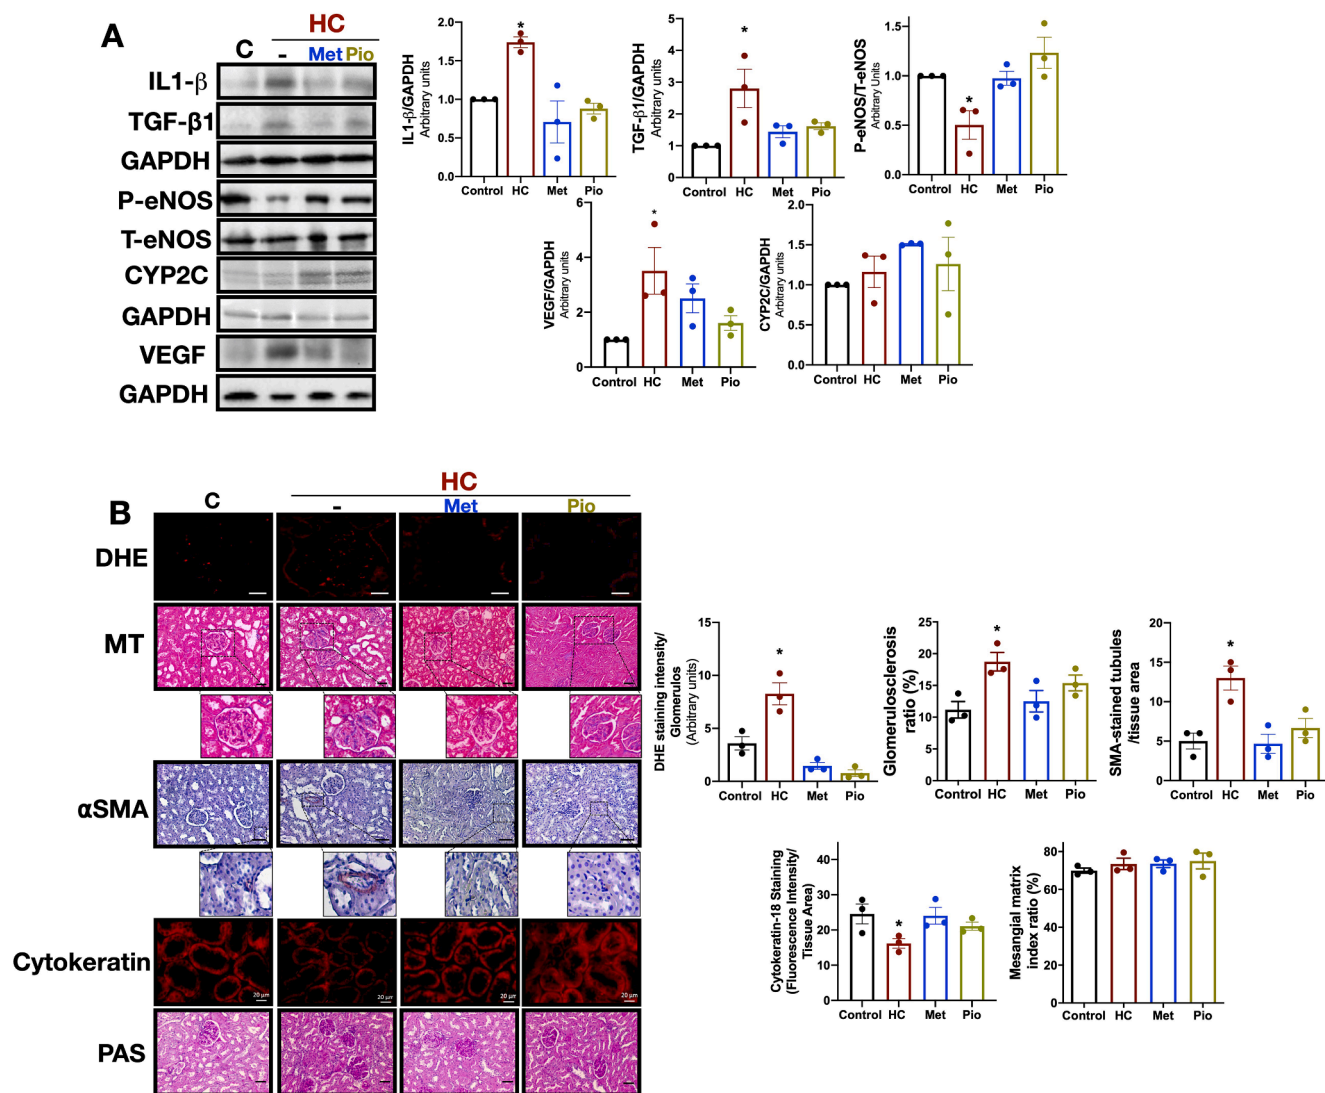 A
HC
C
-
Met
Pio
IL1-β
TGF-β1
GAPDH
P-eNOS
T-eNOS
CYP2C
GAPDH
VEGF
GAPDH
IL1-β/GAPDH
Arbitrary units
2.0
1.5
1.0
0.5
0.0
*
Control HC Met Pio
TGF-β1/GAPDH
Arbitrary units
5
4
3
2
1
0
*
Control HC Met Pio
P-eNOS/T-eNOS
Arbitrary Units
1.5
1.0
0.5
0.0
*
Control HC Met Pio
VEGF/GAPDH
Arbitrary units
6
4
2
0
*
Control HC Met Pio
CYP2C/GAPDH
Arbitrary units
2.0
1.5
1.0
0.5
0.0
Control HC Met Pio
B
HC
C
-
Met
Pio
DHE
MT
αSMA
Cytokeratin
20 μm
20 μm
20 μm
20 μm
PAS
DHE staining intensity/
Glomerulos
(Arbitrary units)
15
10
5
0
*
Control HC Met Pio
Glomerulosclerosis
ratio (%)
25
20
15
10
5
0
*
Control HC Met Pio
SMA-stained tubules
/tissue area
20
15
10
5
0
*
Control HC Met Pio
Cytokeratin-18 Staining
(Fluorescence Intensity/
Tissue Area)
40
30
20
10
0
*
Control HC Met Pio
Mesangial matrix
index ratio (%)
80
60
40
20
0
Control HC Met Pio